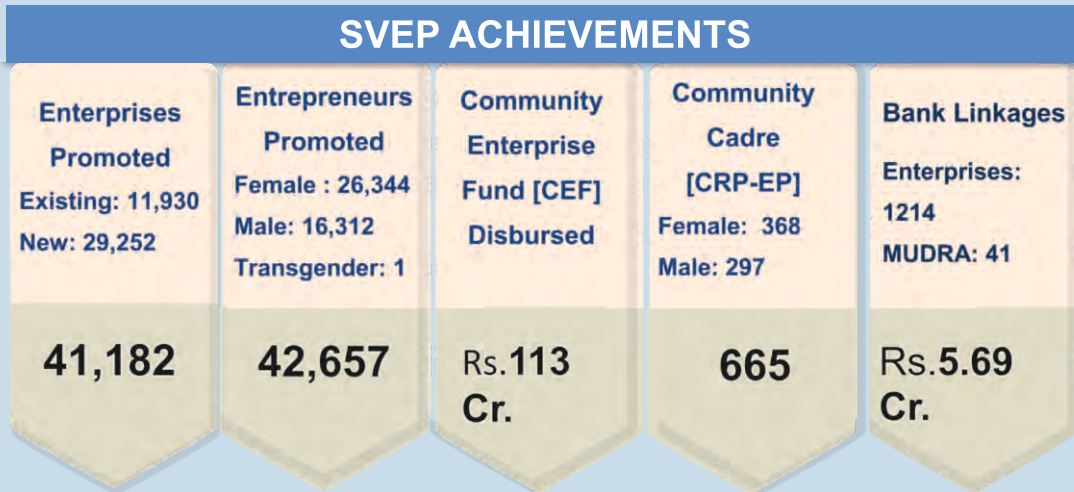 SVEP ACHIEVEMENTS
Enterprises
Promoted
Existing: 11,930
New: 29,252
41,182
Entrepreneurs
Promoted
Female : 26,344
Male: 16,312
Transgender: 1
42,657
Community
Enterprise
Fund [CEF]
Disbursed
Rs.113
Cr.
Community
Cadre
[CRP-EP]
Female: 368
Male: 297
665
Bank Linkages
Enterprises:
1214
MUDRA: 41
Rs.5.69
Cr.